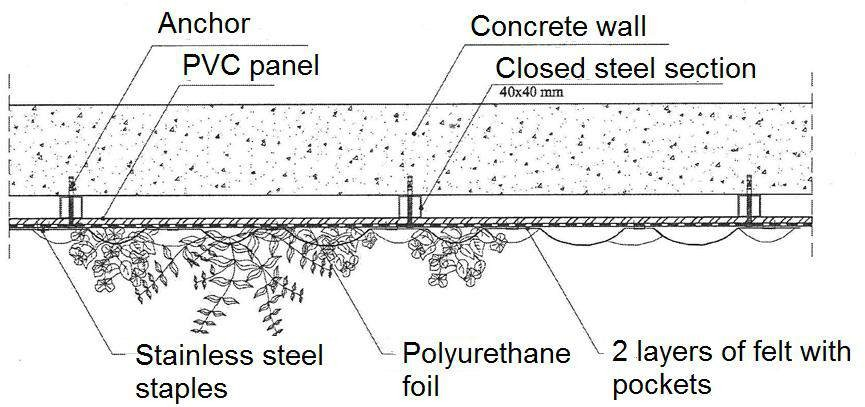 Anchor
Concrete wall
PVC panel
Closed steel section
40x40 mm
Stainless steel
staples
Polyurethane
foil
2 layers of felt with
pockets